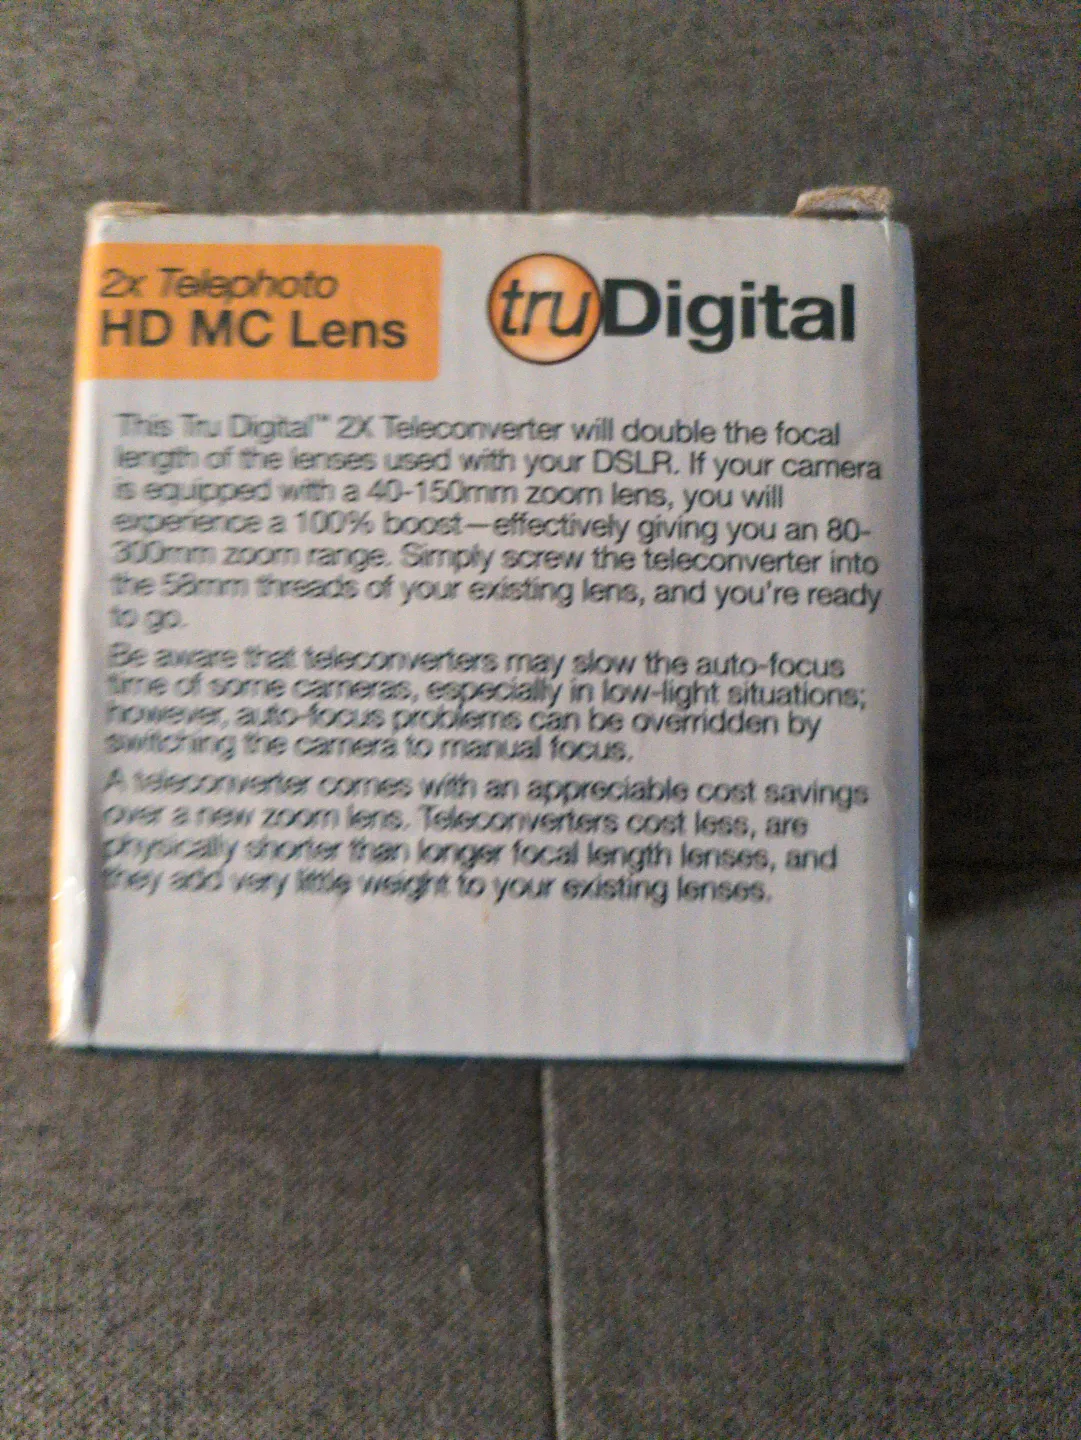 2x Telephoto
HD MC Lens
truDigital
This Tru Digital™ 2X Teleconverter will double the focal
length of the lenses used with your DSLR. If your camera
is equipped with a 40-150mm zoom lens, you will
experience a 100% boost—effectively giving you an 80-
300mm zoom range. Simply screw the teleconverter into
the 58mm threads of your existing lens, and you're ready
to go.
Be aware that teleconverters may slow the auto-focus
time of some cameras, especially in low-light situations;
however, auto-focus problems can be overridden by
switching the camera to manual focus.
A teleconverter comes with an appreciable cost savings
over a new zoom lens. Teleconverters cost less, are
physically shorter than longer focal length lenses, and
they add very little weight to your existing lenses.